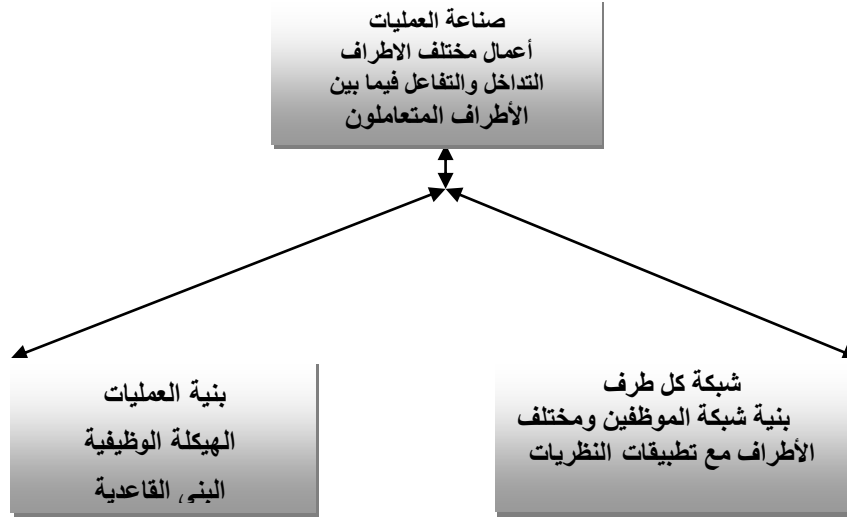 صناعة العمليات
أعمال مختلف الاطراف
التداخل والتفاعل فيما بين
الأطراف المتعاملون
شبكة كل طرف
بنية شبكة الموظفين ومختلف
الأطراف مع تطبيقات النظريات
بنية العمليات
الهيكلة الوظيفية
البنى القاعدية